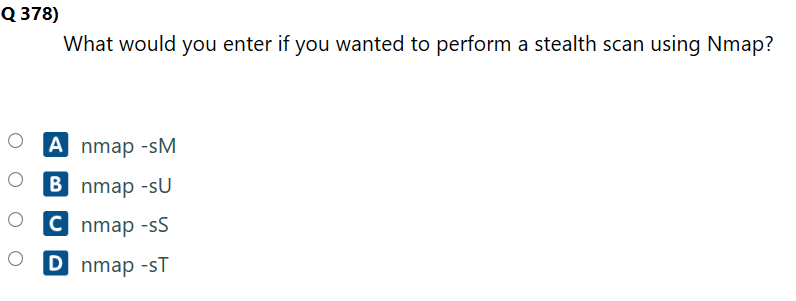 Q 378)
What would you enter if you wanted to perform a stealth scan using Nmap?
A nmap -sM
B nmap -sU
C nmap -sS
D nmap -sT